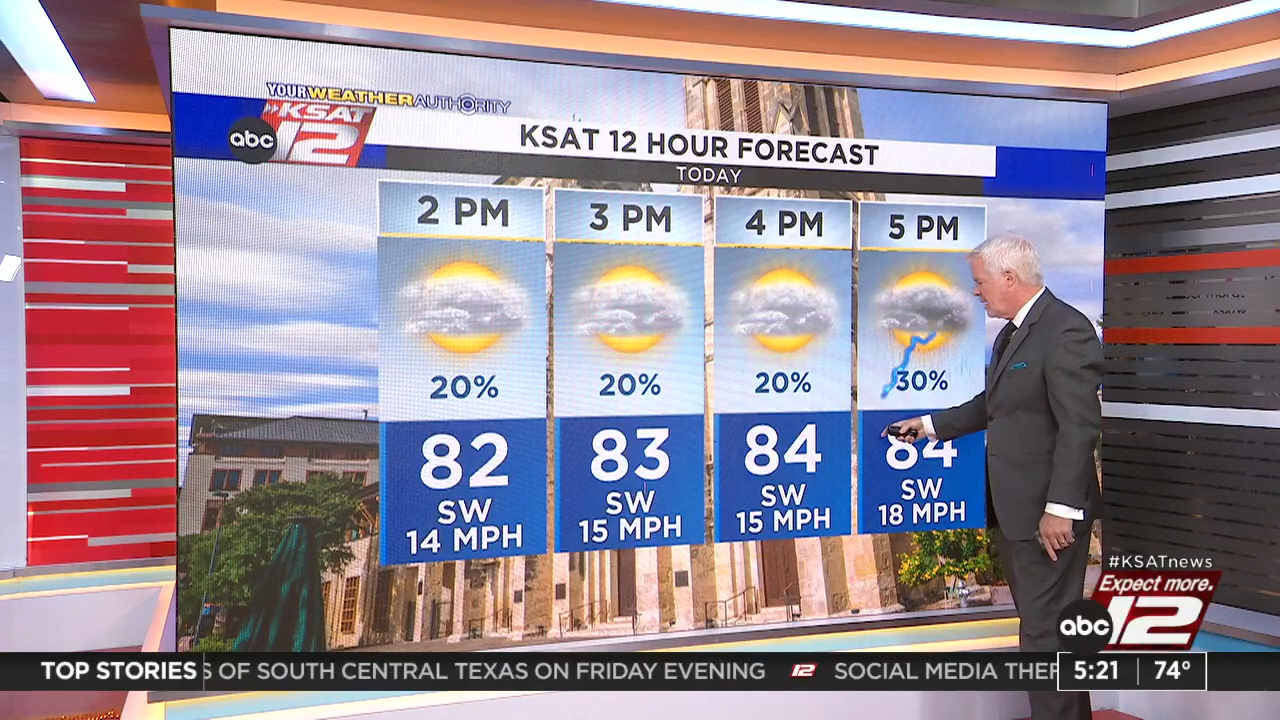 YOUR WEATHER AUTHORITY
KSAT
abc 12
KSAT 12 HOUR FORECAST
TODAY
2 PM
20%
82
SW
14 MPH
3 PM
20%
83
SW
15 MPH
4 PM
20%
84
SW
15 MPH
5 PM
30%
84
SW
18 MPH
#KSATnews
Expect more.
abc 12
TOP STORIES S OF SOUTH CENTRAL TEXAS ON FRIDAY EVENING 12 SOCIAL MEDIA
5:21 74°